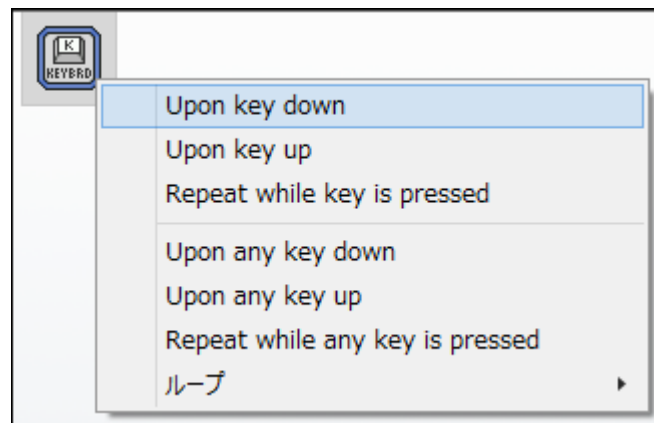 K
KEYBRD
Upon key down
Upon key up
Repeat while key is pressed
Upon any key down
Upon any key up
Repeat while any key is pressed
ループ